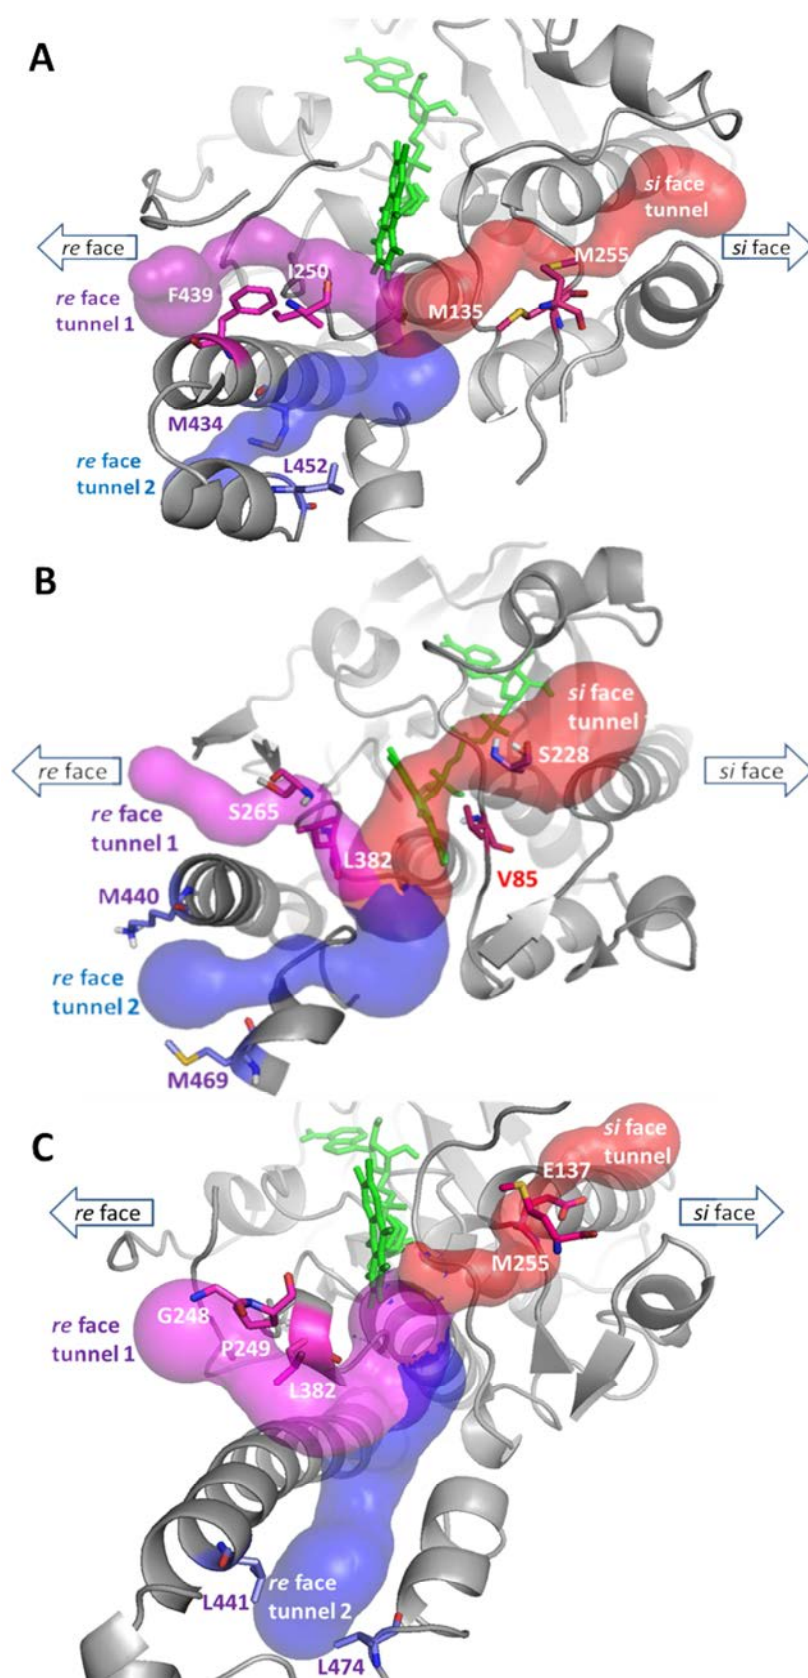 A
si face
tunnel
re face
M255
si face
I250
F439
M135
re face
tunnel 1
M434
re face
tunnel 2
L452
B
si face
tunnel
S228
re face
si face
S265
re face
tunnel 1
L382
V85
M440
re face
tunnel 2
M469
C
si face
tunnel
E137
re face
si face
M255
G248
re face
tunnel 1
P249
L382
L441
re face
tunnel 2
L474